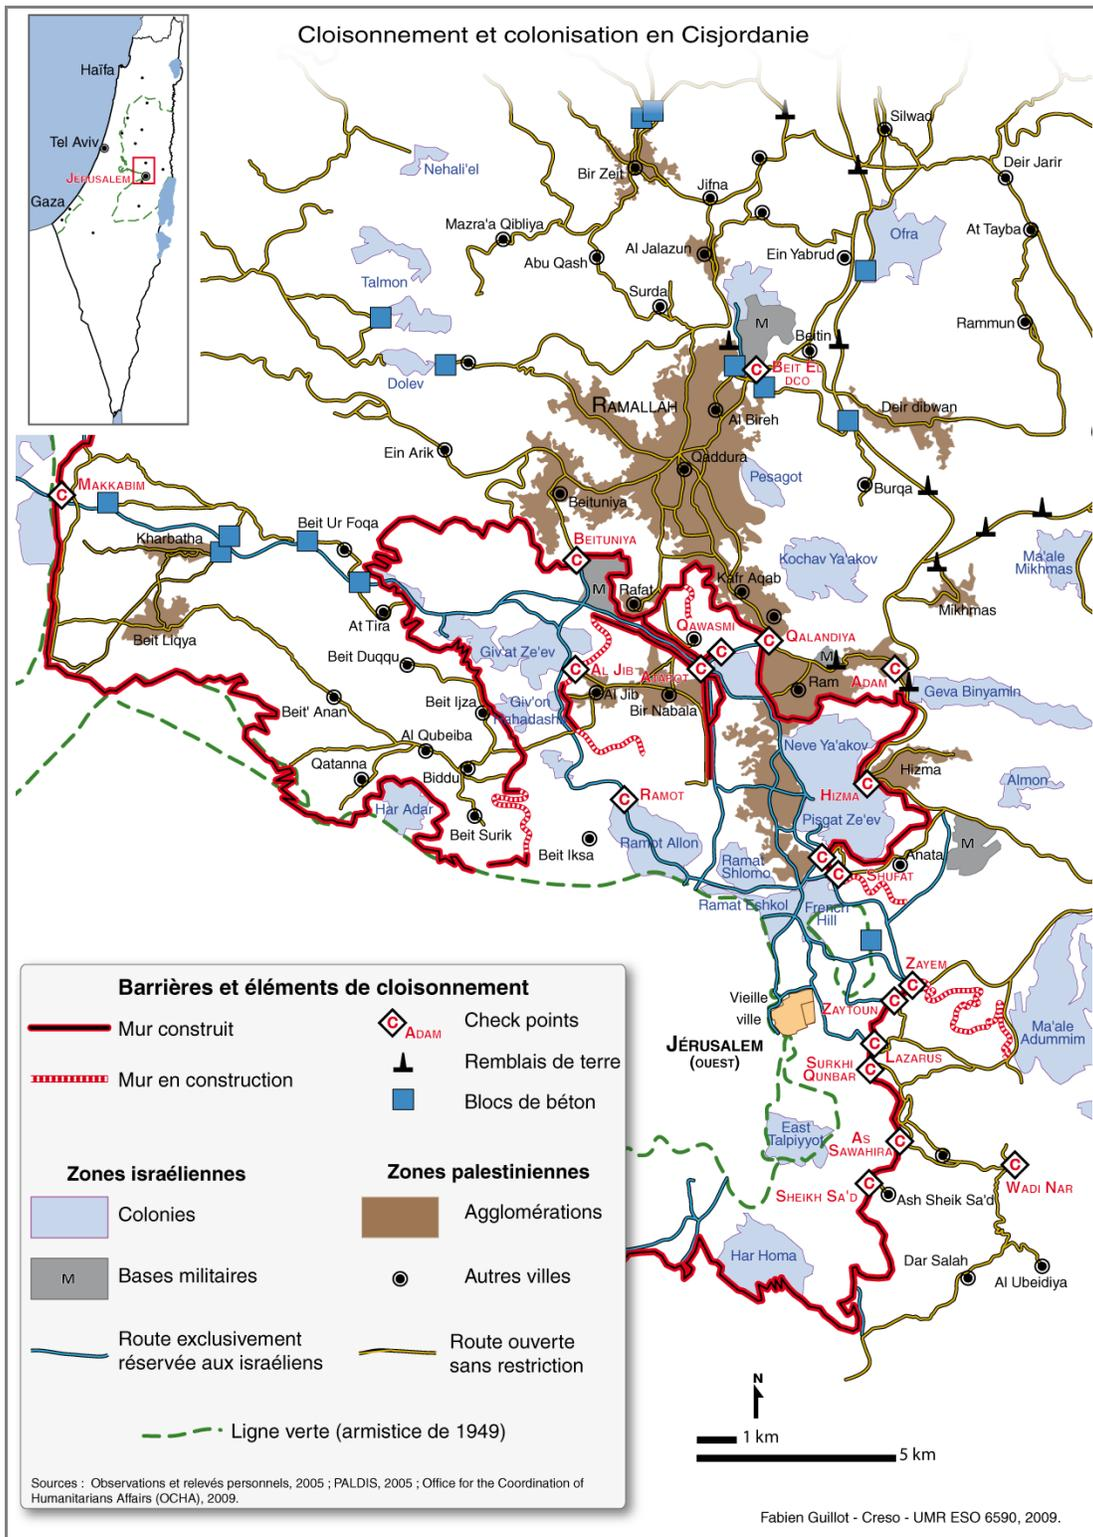 Cloisonnement et colonisation en Cisjordanie
Haïfa
Tel Aviv
JÉRUSALEM
Gaza
Silwad
Nehali'el
Bir Zeit
Deir Jarir
Jifna
Mazra'a Qibliya
At Tayba
Ofra
Al Jalazun
Ein Yabrud
Abu Qash
Talmon
Surda
Rammun
M
Beitin
BEIT EL
DCO
Dolev
RAMALLAH
Deir dibwan
Al Bireh
Ein Arik
Qaddura
Pesagot
MAKKABIM
Burqa
Beituniya
Beit Ur Foqa
Kharbatha
BEITUNIYA
Kochav Ya'akov
Ma'ale
Mikhmas
Kafr Aqab
M
Rafat
Mikhmas
At Tira
QAWASMI
Beit Liqya
QALANDIYA
Giv'at Ze'ev
Beit Duqqu
M
AL JIB
ATAROT
Ram
ADAM
Geva Binyamin
Al Jib
Beit Ijza
Giv'on
Hahadasha
Bir Nabala
Beit' Anan
Al Qubeiba
Neve Ya'akov
Qatanna
Biddu
Hizma
Almon
HIZMA
RAMOT
Har Adar
Pisgat Ze'ev
Beit Surik
Ramot Allon
M
Beit Iksa
Anata
Ramat
Shlomo
SHUFAT
Ramat Eshkol
French
Hill
ZAYEM
Vieille
ville
ZAYTOUN
Ma'ale
Adummim
JÉRUSALEM
(OUEST)
LAZARUS
SURKHI
QUNBAR
East
Talpiyyot
AS
SAWAHIRA
WADI NAR
SHEIKH SA'D
Ash Sheik Sa'd
Har Homa
Dar Salah
Al Ubeidiya
Barrières et éléments de cloisonnement
Mur construit
C ADAM
Check points
Remblais de terre
Mur en construction
Blocs de béton
Zones israéliennes
Zones palestiniennes
Colonies
Agglomérations
M
Bases militaires
Autres villes
Route exclusivement
réservée aux israéliens
Route ouverte
sans restriction
Ligne verte (armistice de 1949)
Sources : Observations et relevés personnels, 2005 ; PALDIS, 2005 ; Office for the Coordination of
Humanitarians Affairs (OCHA), 2009.
N
1 km
5 km
Fabien Guillot - Creso - UMR ESO 6590, 2009.